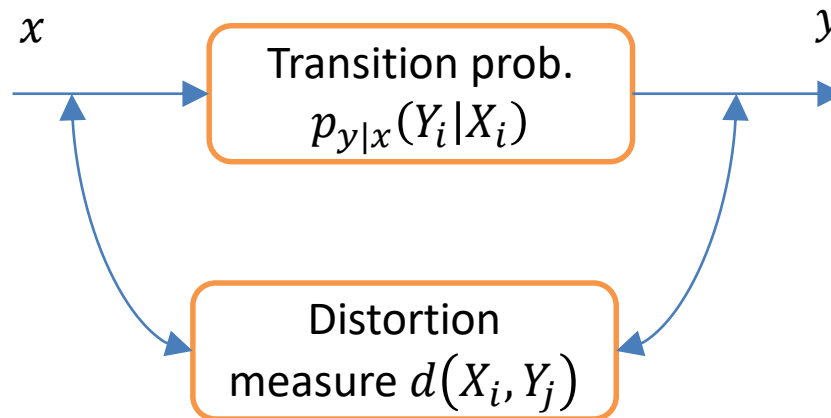 x y
Transition prob.
p_{y|x}(Y_i|X_i)
Distortion
measure d(X_i, Y_j)